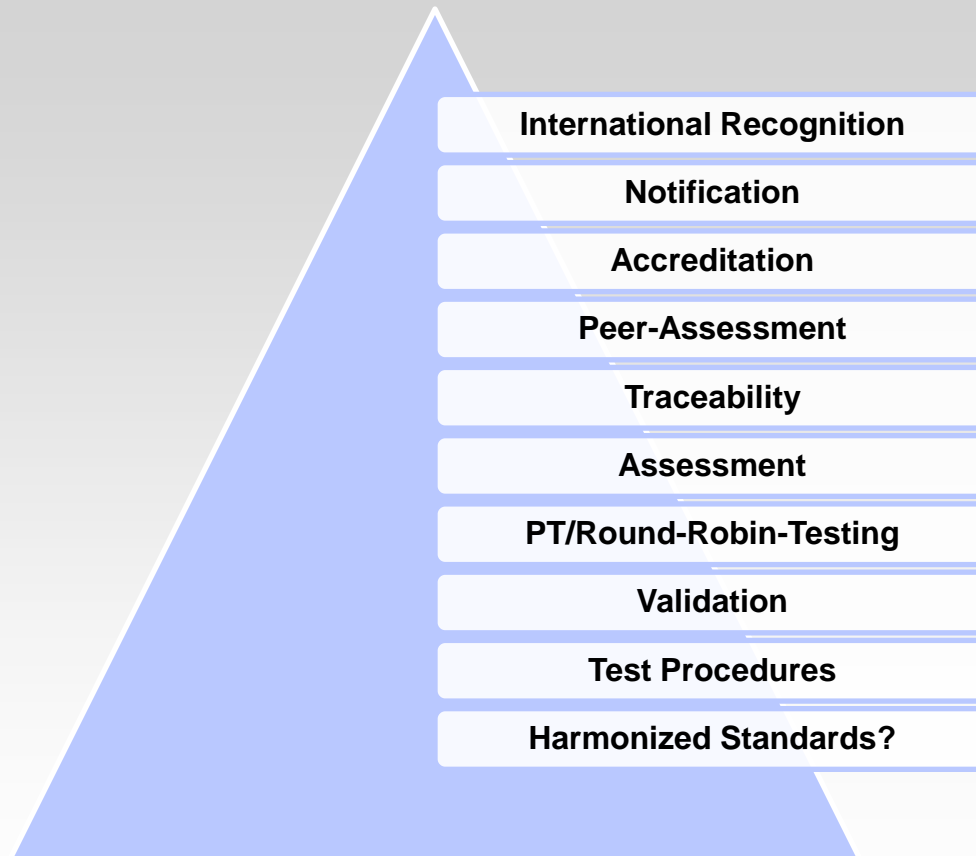 International Recognition
Notification
Accreditation
Peer-Assessment
Traceability
Assessment
PT/Round-Robin-Testing
Validation
Test Procedures
Harmonized Standards?